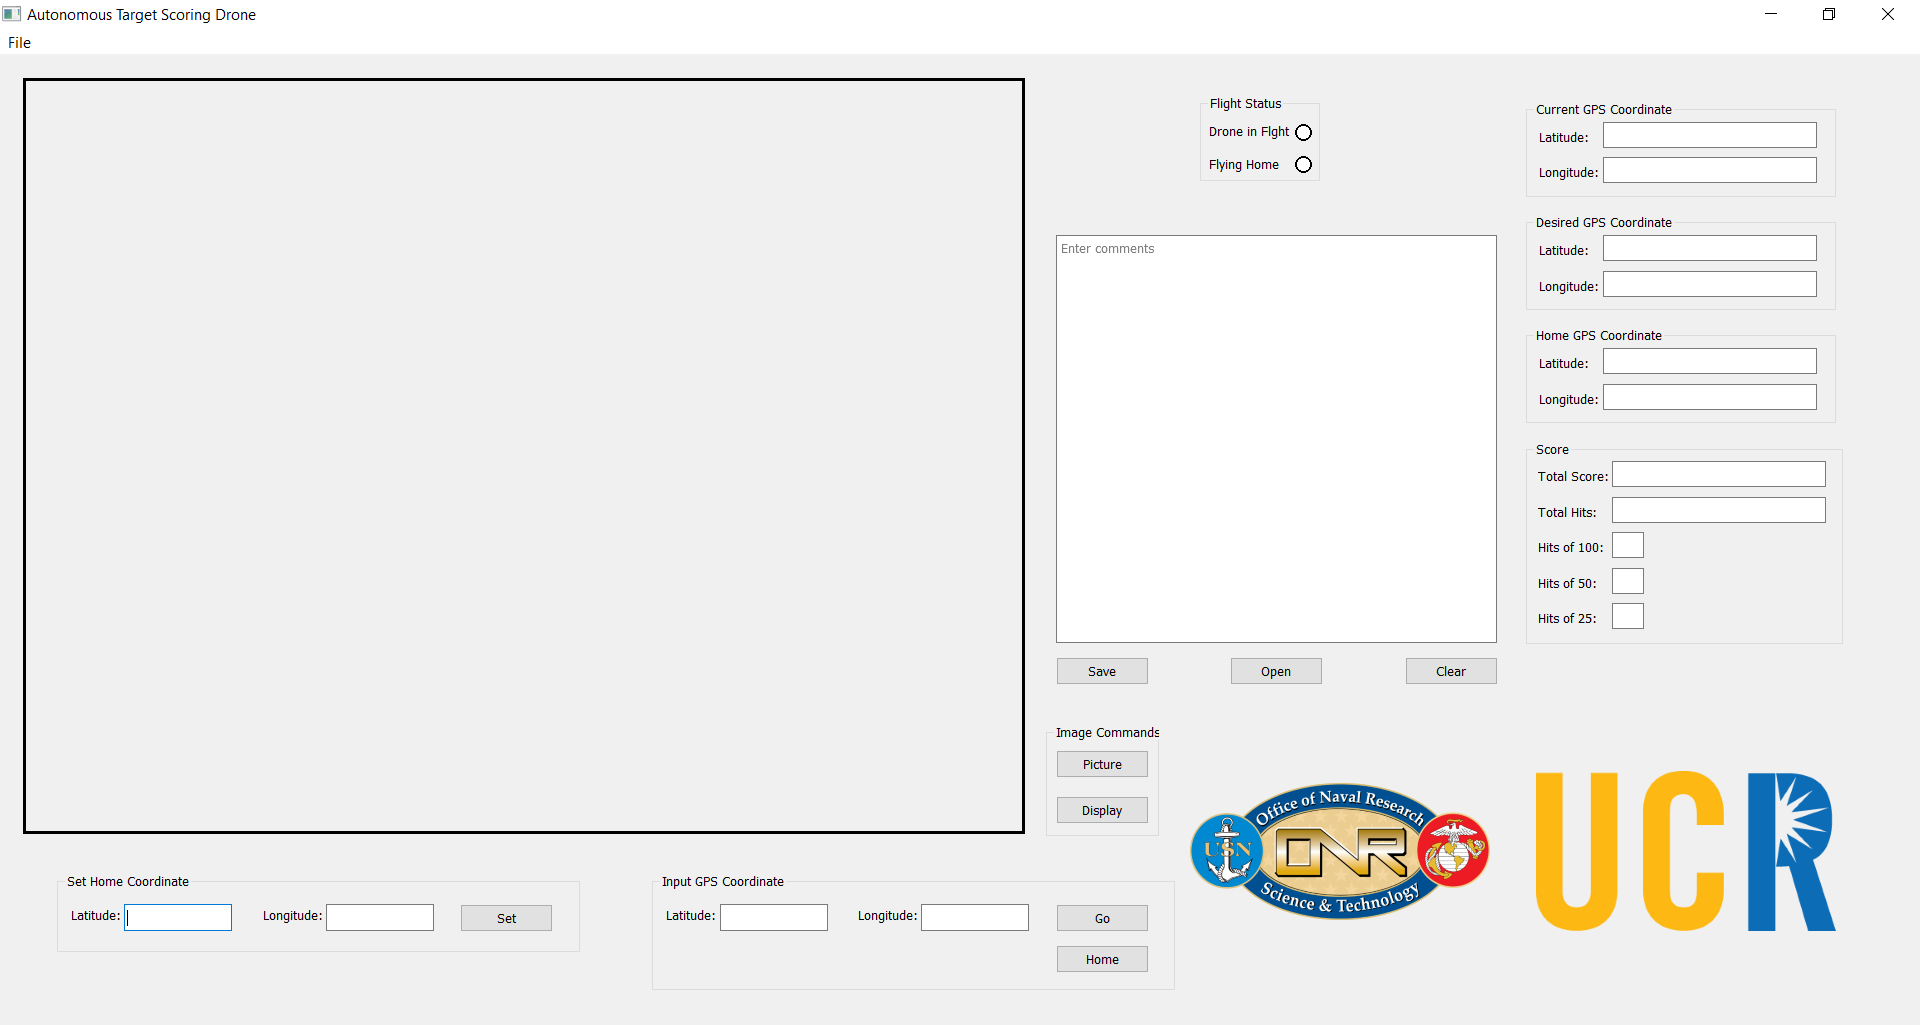 Autonomous Target Scoring Drone
File
Flight Status
Drone in Flght
Flying Home
Current GPS Coordinate
Latitude:
Longitude:
Desired GPS Coordinate
Latitude:
Longitude:
Home GPS Coordinate
Latitude:
Longitude:
Score
Total Score:
Total Hits:
Hits of 100:
Hits of 50:
Hits of 25:
Enter comments
Save
Open
Clear
Image Commands
Picture
Display
Office of Naval Research
USN
ONR
Science & Technology
UCR
Set Home Coordinate
Latitude:
Longitude:
Set
Input GPS Coordinate
Latitude:
Longitude:
Go
Home